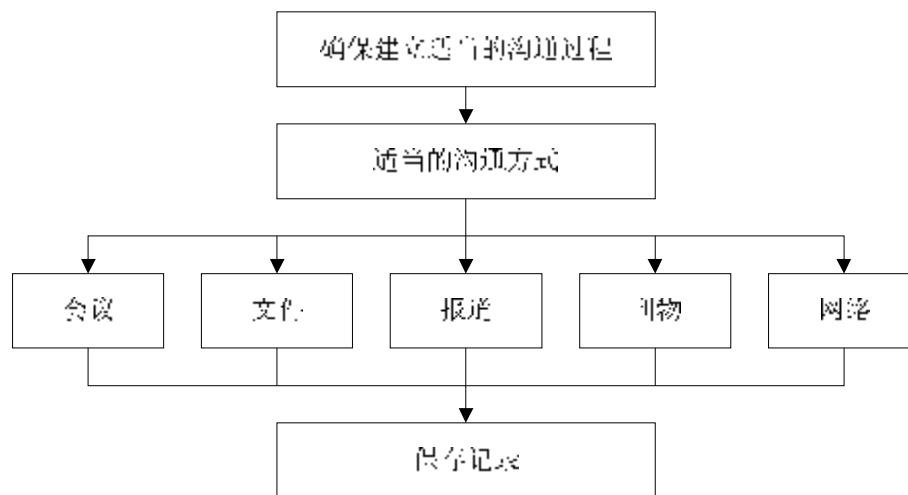 确保建立适当的沟通过程
适当的沟通方式
会议
文件
报道
刊物
网络
保存记录